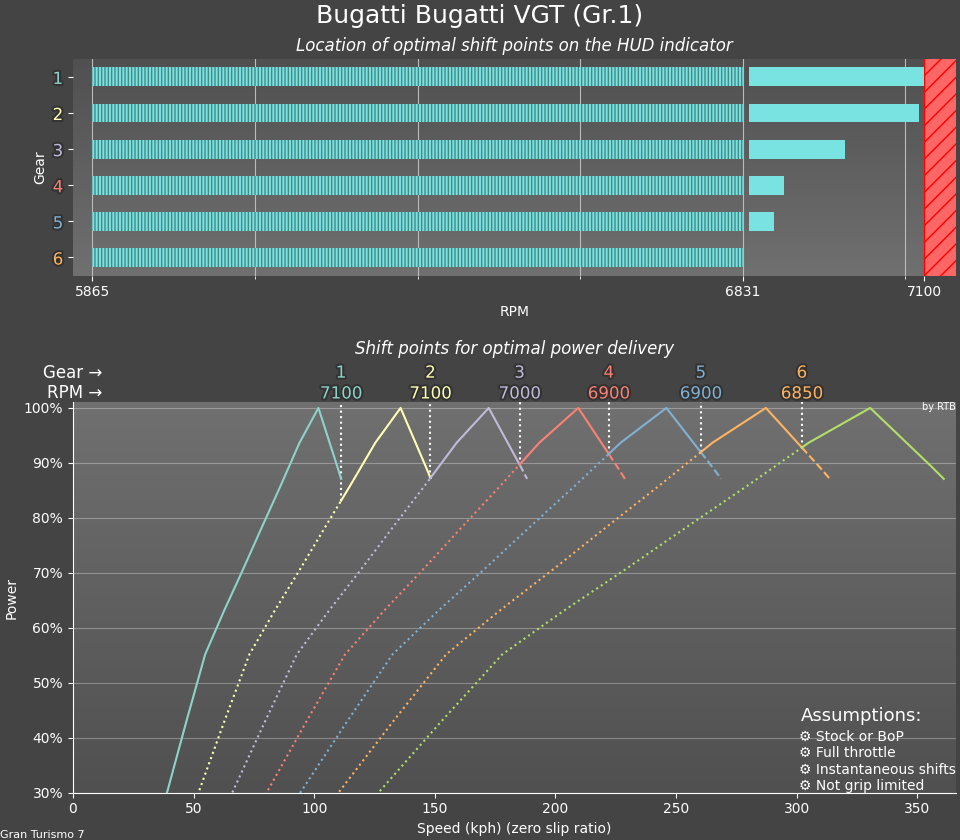 Bugatti Bugatti VGT (Gr.1)
Location of optimal shift points on the HUD indicator
Gear
1
2
3
4
5
6
5865 6831 7100
RPM
Shift points for optimal power delivery
Gear → 1 2 3 4 5 6
RPM → 7100 7100 7000 6900 6900 6850
by RTB
Power
100%
90%
80%
70%
60%
50%
40%
30%
Assumptions:
⚙ Stock or BoP
⚙ Full throttle
⚙ Instantaneous shifts
⚙ Not grip limited
0 50 100 150 200 250 300 350
Speed (kph) (zero slip ratio)
Gran Turismo 7